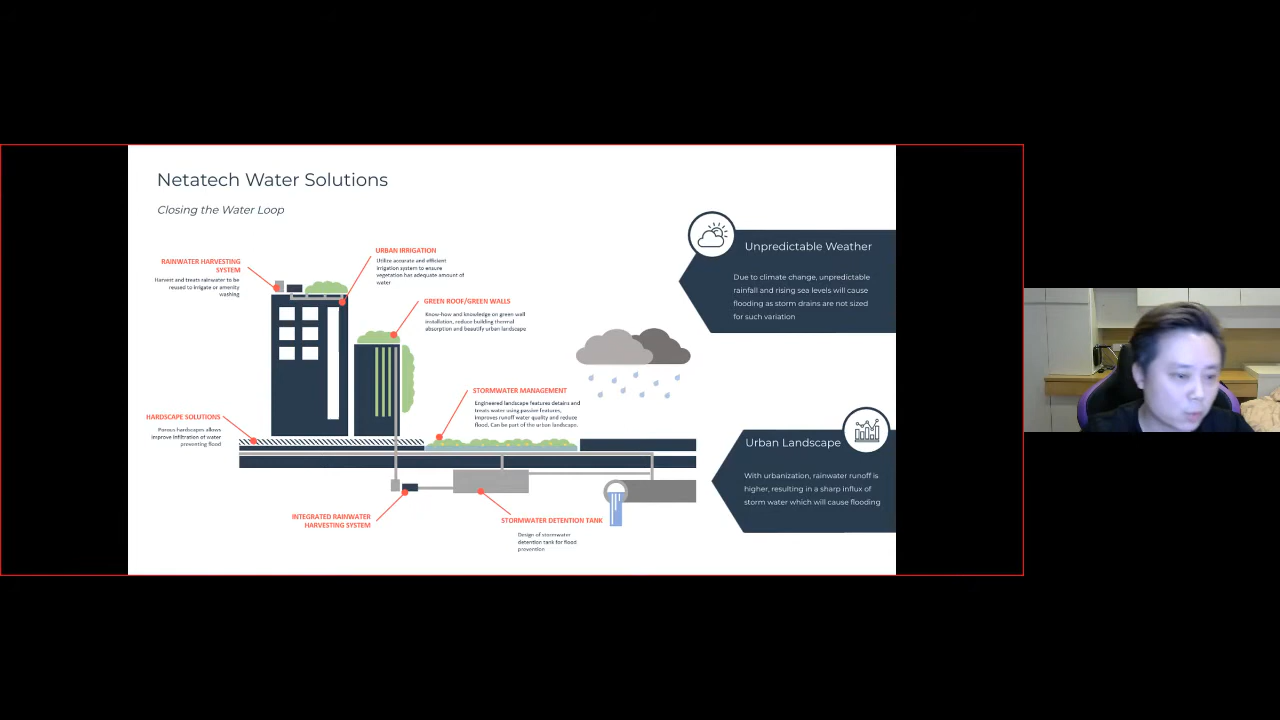 Netatech Water Solutions
Closing the Water Loop
URBAN IRRIGATION
Utilize accurate and efficient
irrigation system to ensure
vegetation has adequate amount of
water
RAINWATER HARVESTING
SYSTEM
Harvest and treats rainwater to be
reused to irrigate or amenity
washing
GREEN ROOF/GREEN WALLS
Know-how and knowledge on green wall
installation, reduce building thermal
absorption and beautify urban landscape
STORMWATER MANAGEMENT
Engineered landscape features detains and
treats water using passive features,
improves runoff water quality and reduce
flood. Can be part of the urban landscape.
HARDSCAPE SOLUTIONS
Porous hardscapes allows
improve infiltration of water
preventing flood
INTEGRATED RAINWATER
HARVESTING SYSTEM
STORMWATER DETENTION TANK
Design of stormwater
detention tank for flood
prevention
Unpredictable Weather
Due to climate change, unpredictable
rainfall and rising sea levels will cause
flooding as storm drains are not sized
for such variation
Urban Landscape
With urbanization, rainwater runoff is
higher, resulting in a sharp influx of
storm water which will cause flooding